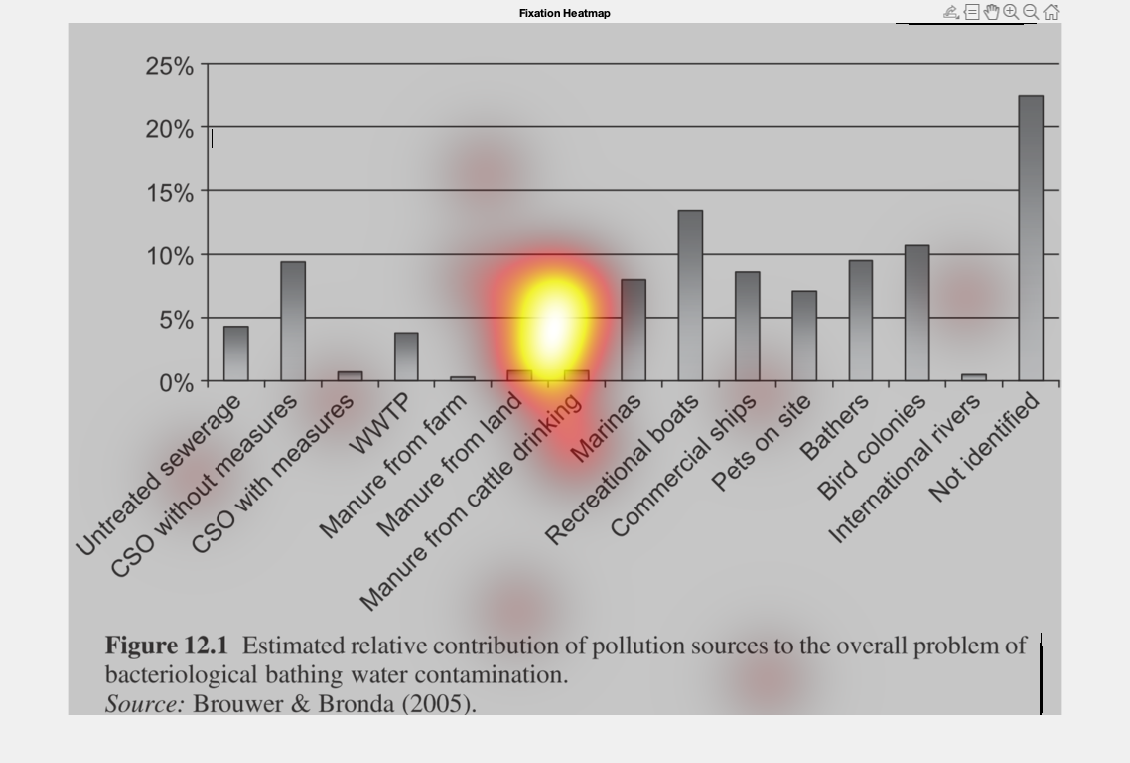 Fixation Heatmap
25%
20%
15%
10%
5%
0%
Untreated sewerage
CSO without measures
CSO with measures
WWTP
Manure from farm
Manure from land
Manure from cattle drinking
Marinas
Recreational boats
Commercial ships
Pets on site
Bathers
Bird colonies
International rivers
Not identified
Figure 12.1 Estimated relative contribution of pollution sources to the overall problem of
bacteriological bathing water contamination.
Source: Brouwer & Bronda (2005).